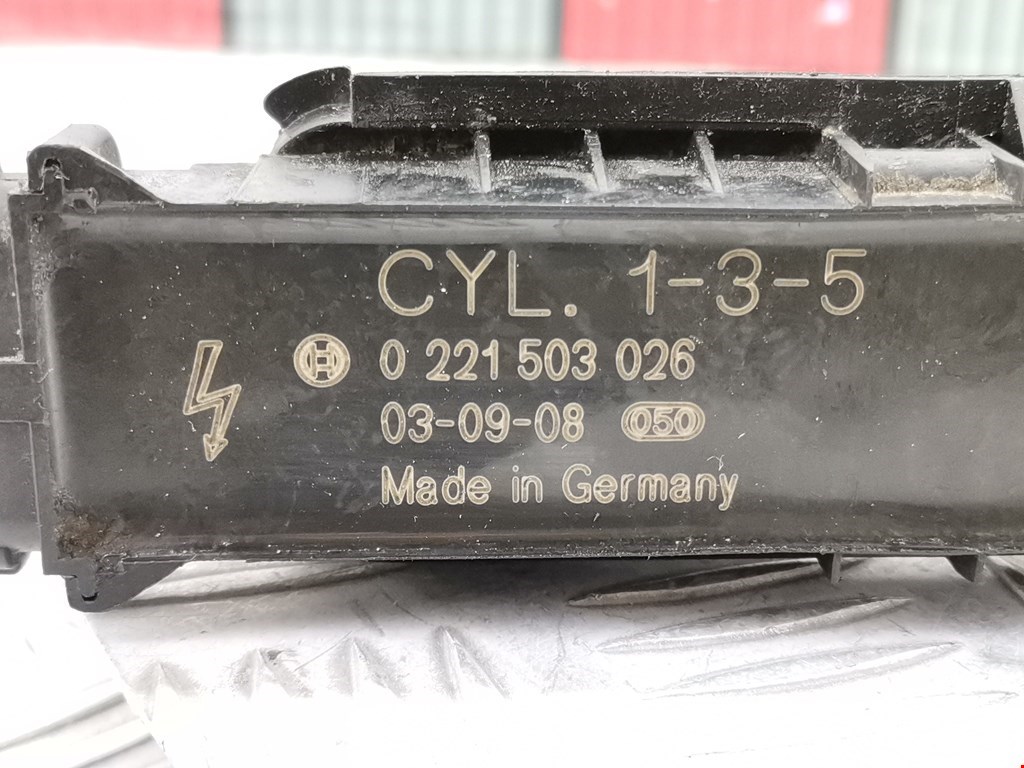 CYL. 1-3-5
0 221 503 026
03-09-08 050
Made in Germany